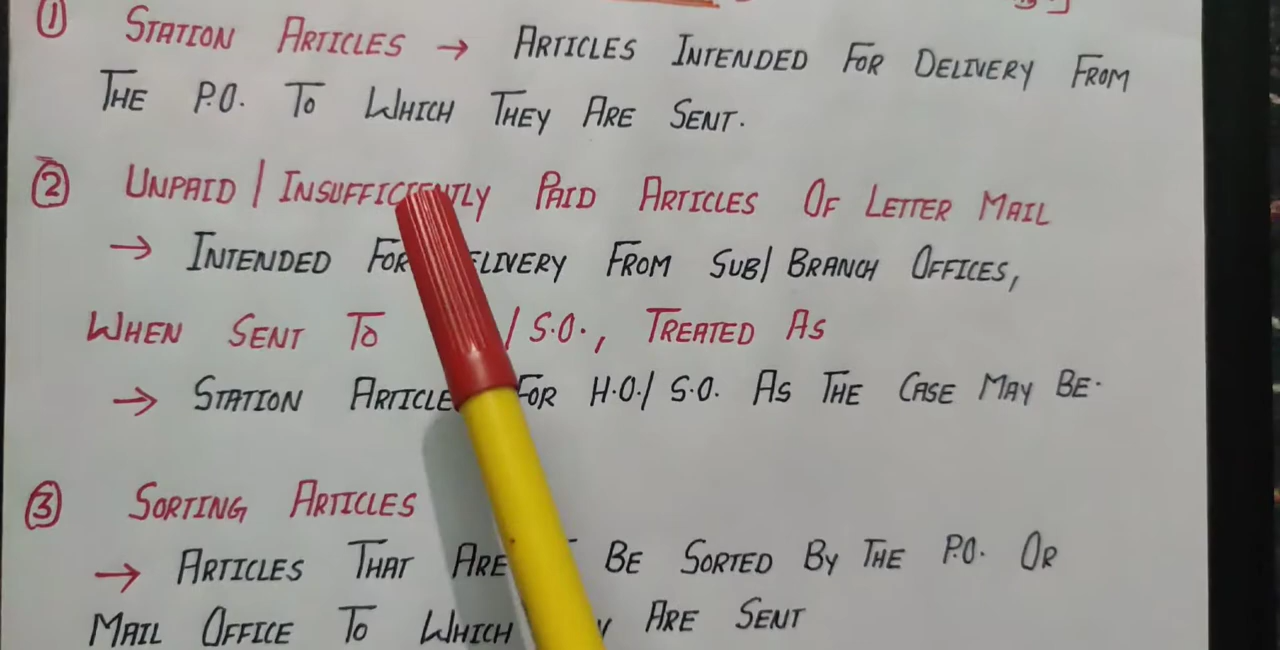 ① STATION ARTICLES → ARTICLES INTENDED FOR DELIVERY FROM
THE P.O. TO WHICH THEY ARE SENT.
② UNPAID / INSUFFICIENTLY PAID ARTICLES OF LETTER MAIL
→ INTENDED FOR DELIVERY FROM SUB/ BRANCH OFFICES,
WHEN SENT TO / S.O., TREATED AS
→ STATION ARTICLE FOR H.O./ S.O. AS THE CASE MAY BE.
③ SORTING ARTICLES
→ ARTICLES THAT ARE BE SORTED BY THE P.O. OR
MAIL OFFICE TO WHICH ARE SENT